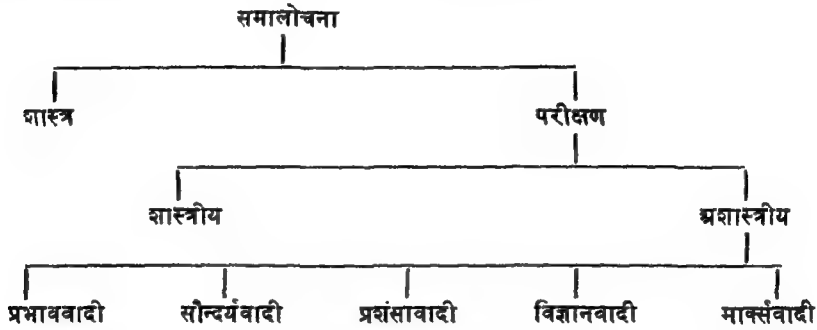 समालोचना
शास्त्र परीक्षण
शास्त्रीय अशास्त्रीय
प्रभाववादी सौन्दर्यवादी प्रशंसावादी विज्ञानवादी मार्क्सवादी